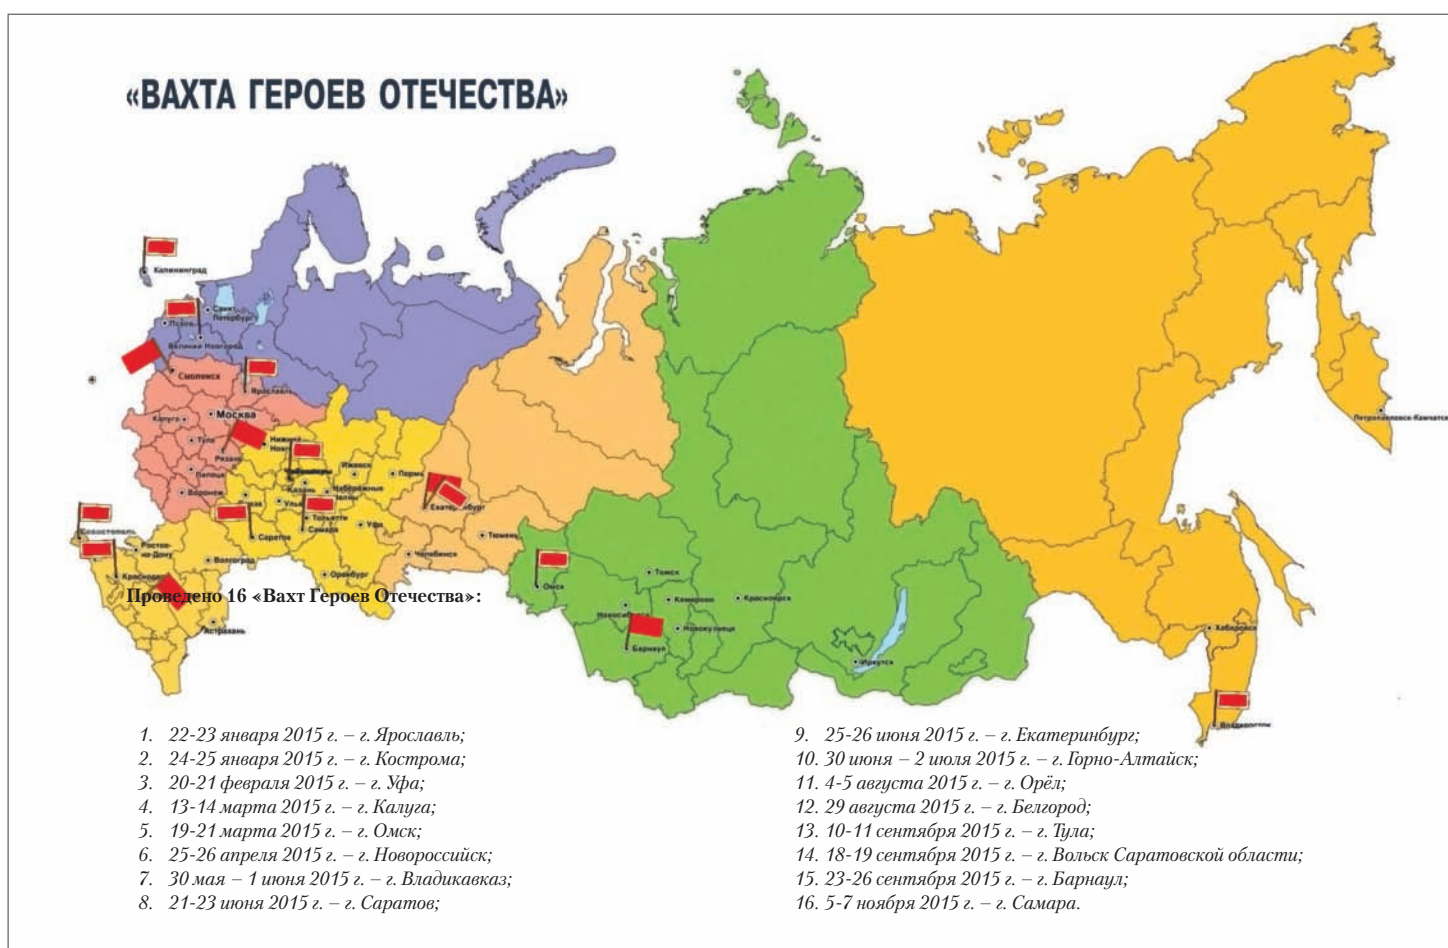 «ВАХТА ГЕРОЕВ ОТЕЧЕСТВА»
Калининград
Санкт-
Петербург
Псков
Великий Новгород
Смоленск
Ярославль
Калуга
Москва
Тула
Рязань
Нижний
Липецк
Воронеж
Ижевск
Пермь
Казань
Набережные
Челны
Тольятти
Самара
Уфа
Екатеринбург
Тюмень
Челябинск
Саратов
Оренбург
Севастополь
Ростов-
на-Дону
Волгоград
Краснодар
Астрахань
Омск
Томск
Кемерово
Красноярск
Новосибирск
Новокузнецк
Барнаул
Иркутск
Хабаровск
Владивосток
Петропавловск-Камчатск
Проведено 16 «Вахт Героев Отечества»:
1. 22-23 января 2015 г. – г. Ярославль;
2. 24-25 января 2015 г. – г. Кострома;
3. 20-21 февраля 2015 г. – г. Уфа;
4. 13-14 марта 2015 г. – г. Калуга;
5. 19-21 марта 2015 г. – г. Омск;
6. 25-26 апреля 2015 г. – г. Новороссийск;
7. 30 мая – 1 июня 2015 г. – г. Владикавказ;
8. 21-23 июня 2015 г. – г. Саратов;
9. 25-26 июня 2015 г. – г. Екатеринбург;
10. 30 июня – 2 июля 2015 г. – г. Горно-Алтайск;
11. 4-5 августа 2015 г. – г. Орёл;
12. 29 августа 2015 г. – г. Белгород;
13. 10-11 сентября 2015 г. – г. Тула;
14. 18-19 сентября 2015 г. – г. Вольск Саратовской области;
15. 23-26 сентября 2015 г. – г. Барнаул;
16. 5-7 ноября 2015 г. – г. Самара.